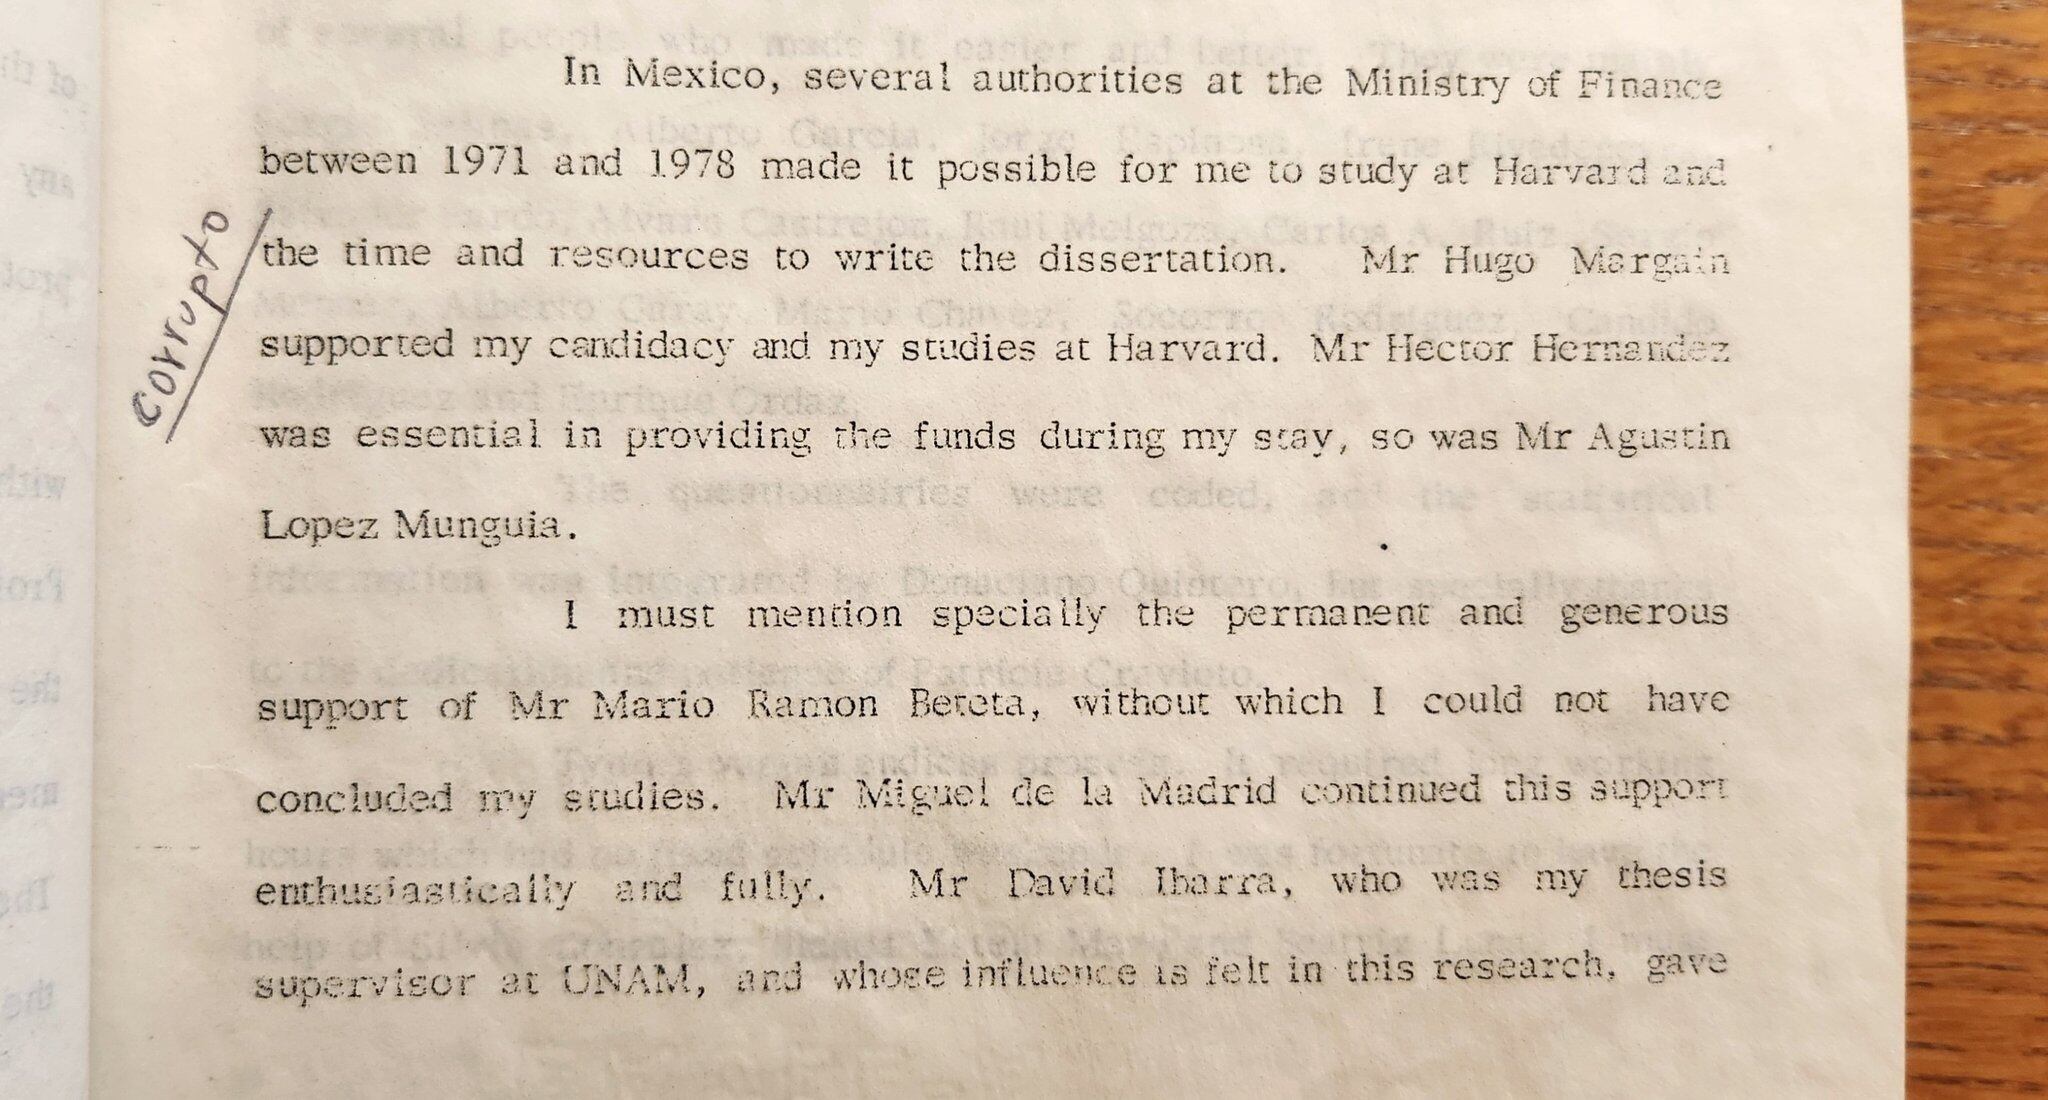 In Mexico, several authorities at the Ministry of Finance
between 1971 and 1978 made it possible for me to study at Harvard and
corrupto
the time and resources to write the dissertation. Mr Hugo Margain
supported my candidacy and my studies at Harvard. Mr Hector Hernandez
was essential in providing the funds during my stay, so was Mr Agustin
Lopez Munguia.
I must mention specially the permanent and generous
support of Mr Mario Ramon Beteta, without which I could not have
concluded my studies. Mr Miguel de la Madrid continued this support
enthusiastically and fully. Mr David Ibarra, who was my thesis
supervisor at UNAM, and whose influence is felt in this research, gave